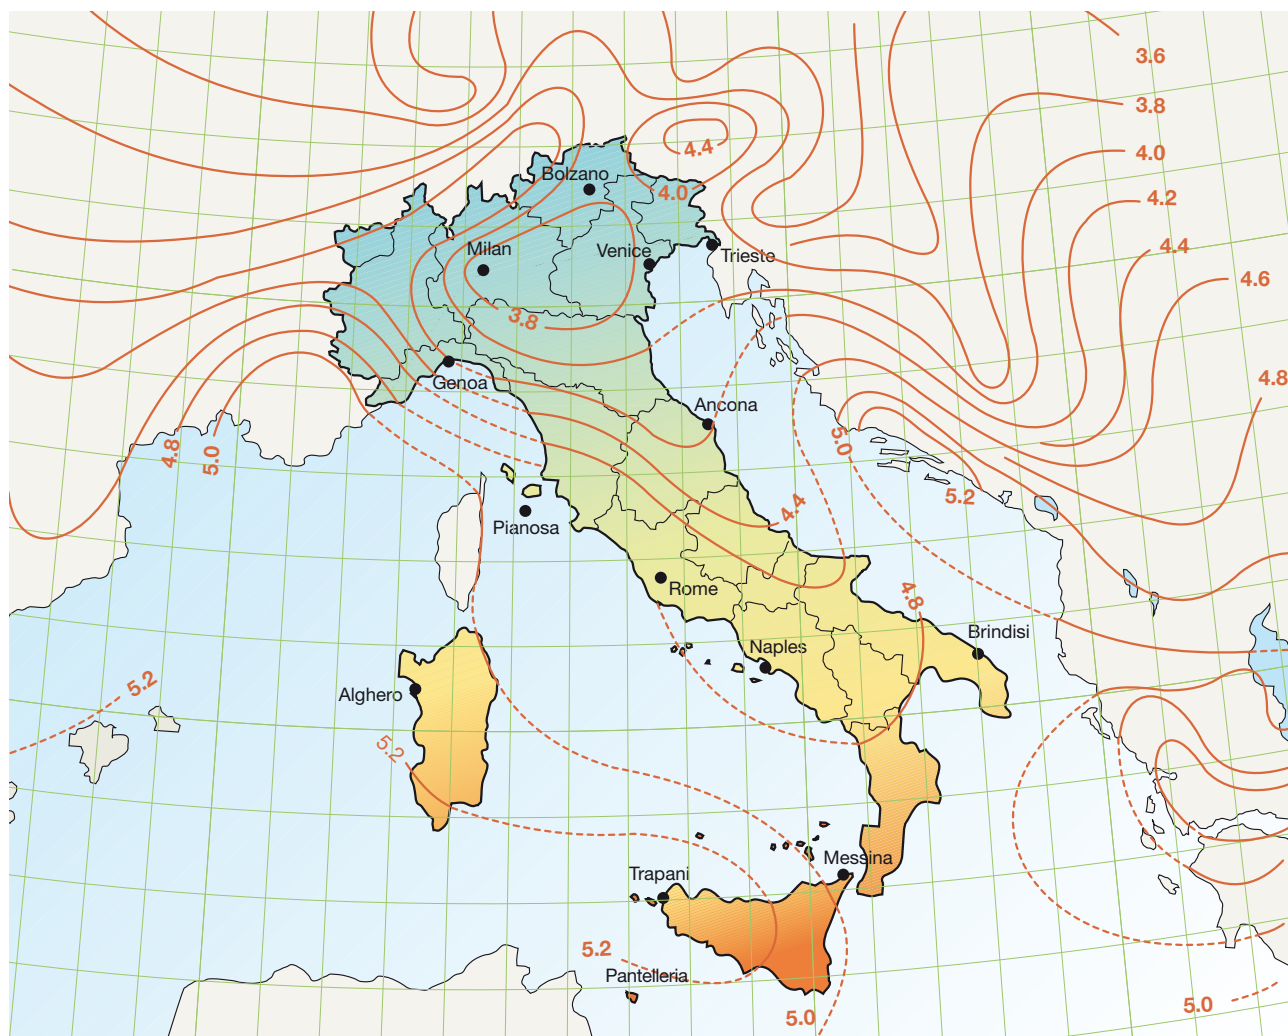 3.6
3.8
4.4
4.0
Bolzano
4.0
4.2
Milan
Venice
Trieste
4.4
4.6
3.8
Genoa
4.8
Ancona
4.8
5.0
5.0
5.2
4.4
Pianosa
Rome
4.8
Brindisi
Naples
5.2
Alghero
5.2
Messina
Trapani
5.2
Pantelleria
5.0
5.0